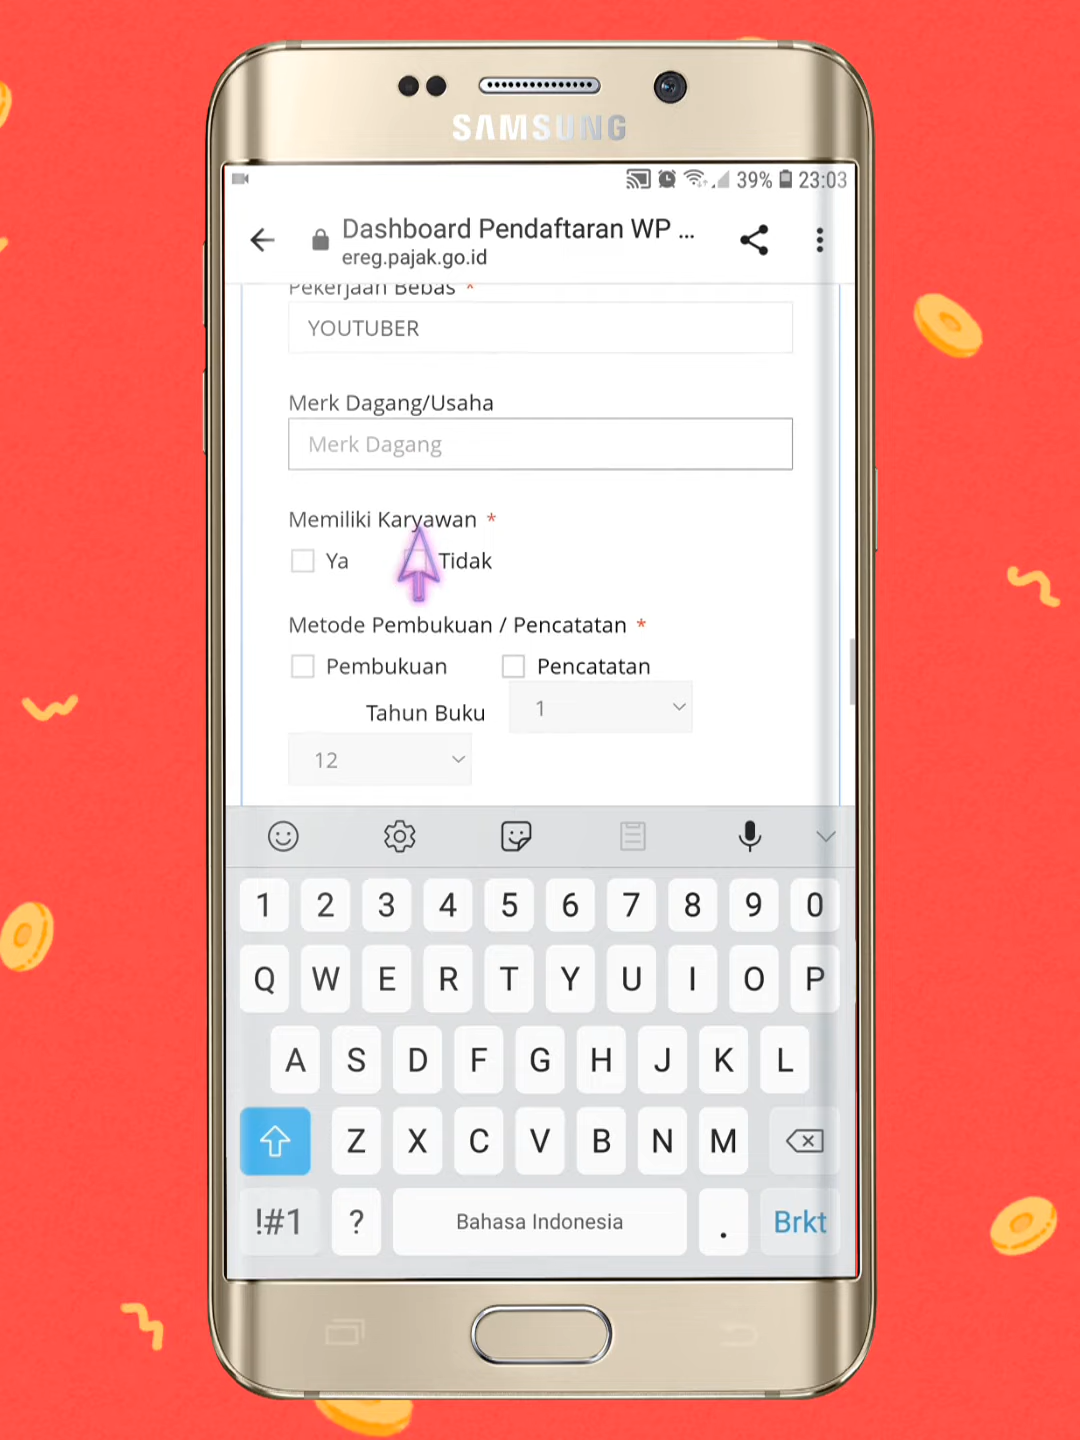 SAMSUNG
39% 23:03
Dashboard Pendaftaran WP ...
ereg.pajak.go.id
Pekerjaan Bebas *
YOUTUBER
Merk Dagang/Usaha
Merk Dagang
Memiliki Karyawan *
Ya Tidak
Metode Pembukuan / Pencatatan *
Pembukuan Pencatatan
Tahun Buku 1
12
1 2 3 4 5 6 7 8 9 0
Q W E R T Y U I O P
A S D F G H J K L
Z X C V B N M
!#1 ? Bahasa Indonesia . Brkt